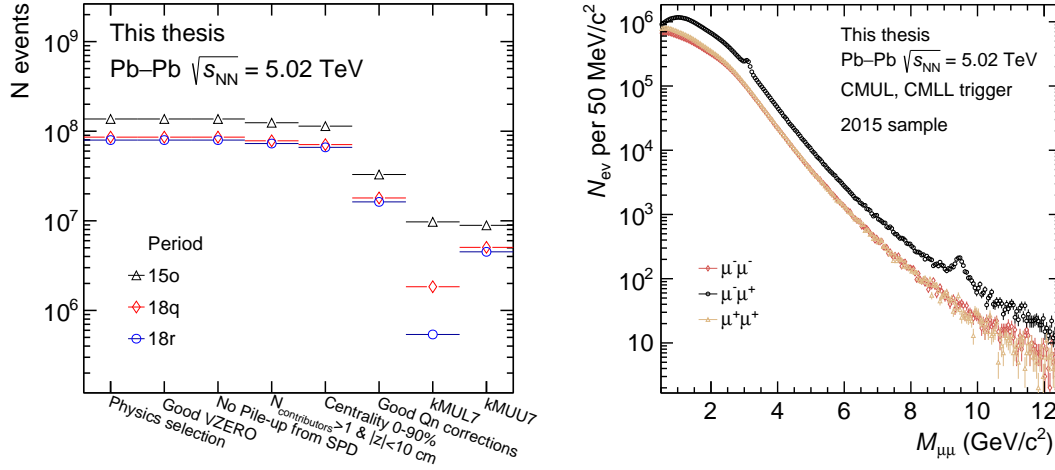 N events
10⁹
10⁸
10⁷
10⁶
This thesis
Pb–Pb √sNN = 5.02 TeV
Period
15o
18q
18r
Physics selection
Good VZERO
No Pile-up from SPD
Ncontributors>1 & |z|<10 cm
Centrality 0-90%
Good Qn corrections
kMUL7
kMUU7
Nev per 50 MeV/c²
10⁶
10⁵
10⁴
10³
10²
10
This thesis
Pb–Pb √sNN = 5.02 TeV
CMUL, CMLL trigger
2015 sample
μ⁻μ⁻
μ⁻μ⁺
μ⁺μ⁺
2 4 6 8 10 12
Mμμ (GeV/c²)